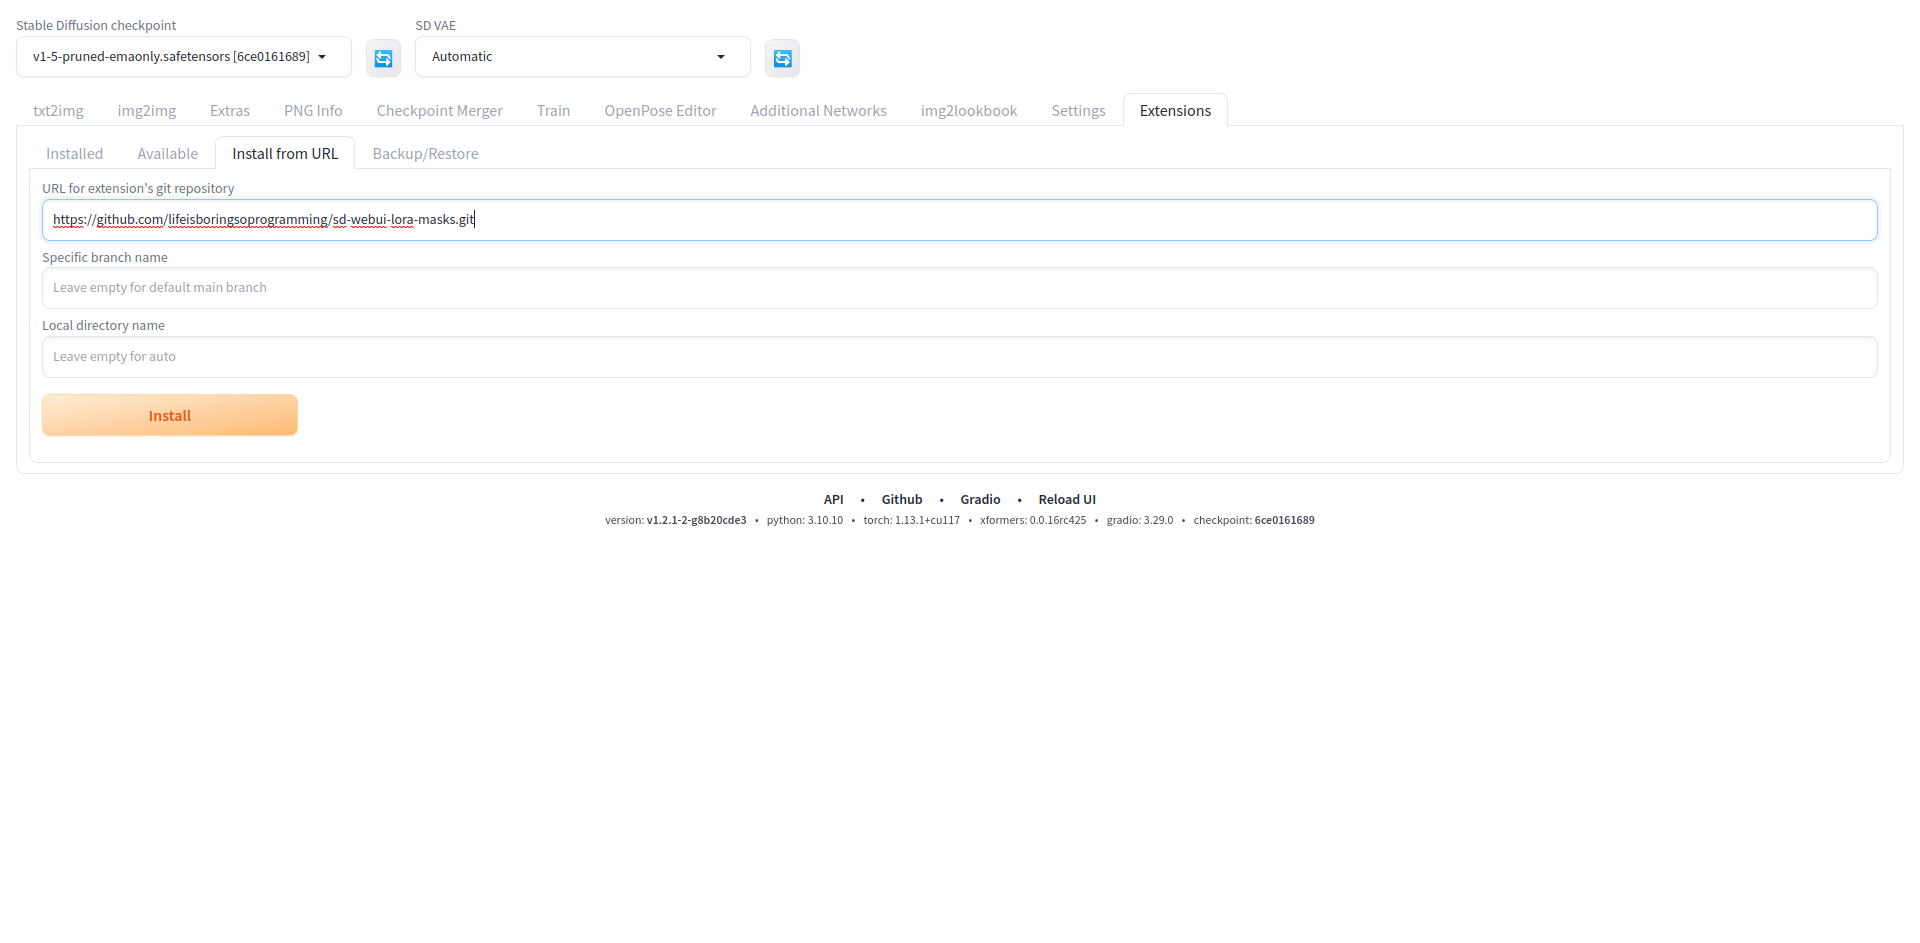 Stable Diffusion checkpoint
SD VAE
v1-5-pruned-emaonly.safetensors [6ce0161689]
Automatic
txt2img img2img Extras PNG Info Checkpoint Merger Train OpenPose Editor Additional Networks img2lookbook Settings Extensions
Installed Available Install from URL Backup/Restore
URL for extension's git repository
https://github.com/lifeisboringsoprogramming/sd-webui-lora-masks.git
Specific branch name
Leave empty for default main branch
Local directory name
Leave empty for auto
Install
API • Github • Gradio • Reload UI
version: v1.2.1-2-g8b20cde3 • python: 3.10.10 • torch: 1.13.1+cu117 • xformers: 0.0.16rc425 • gradio: 3.29.0 • checkpoint: 6ce0161689